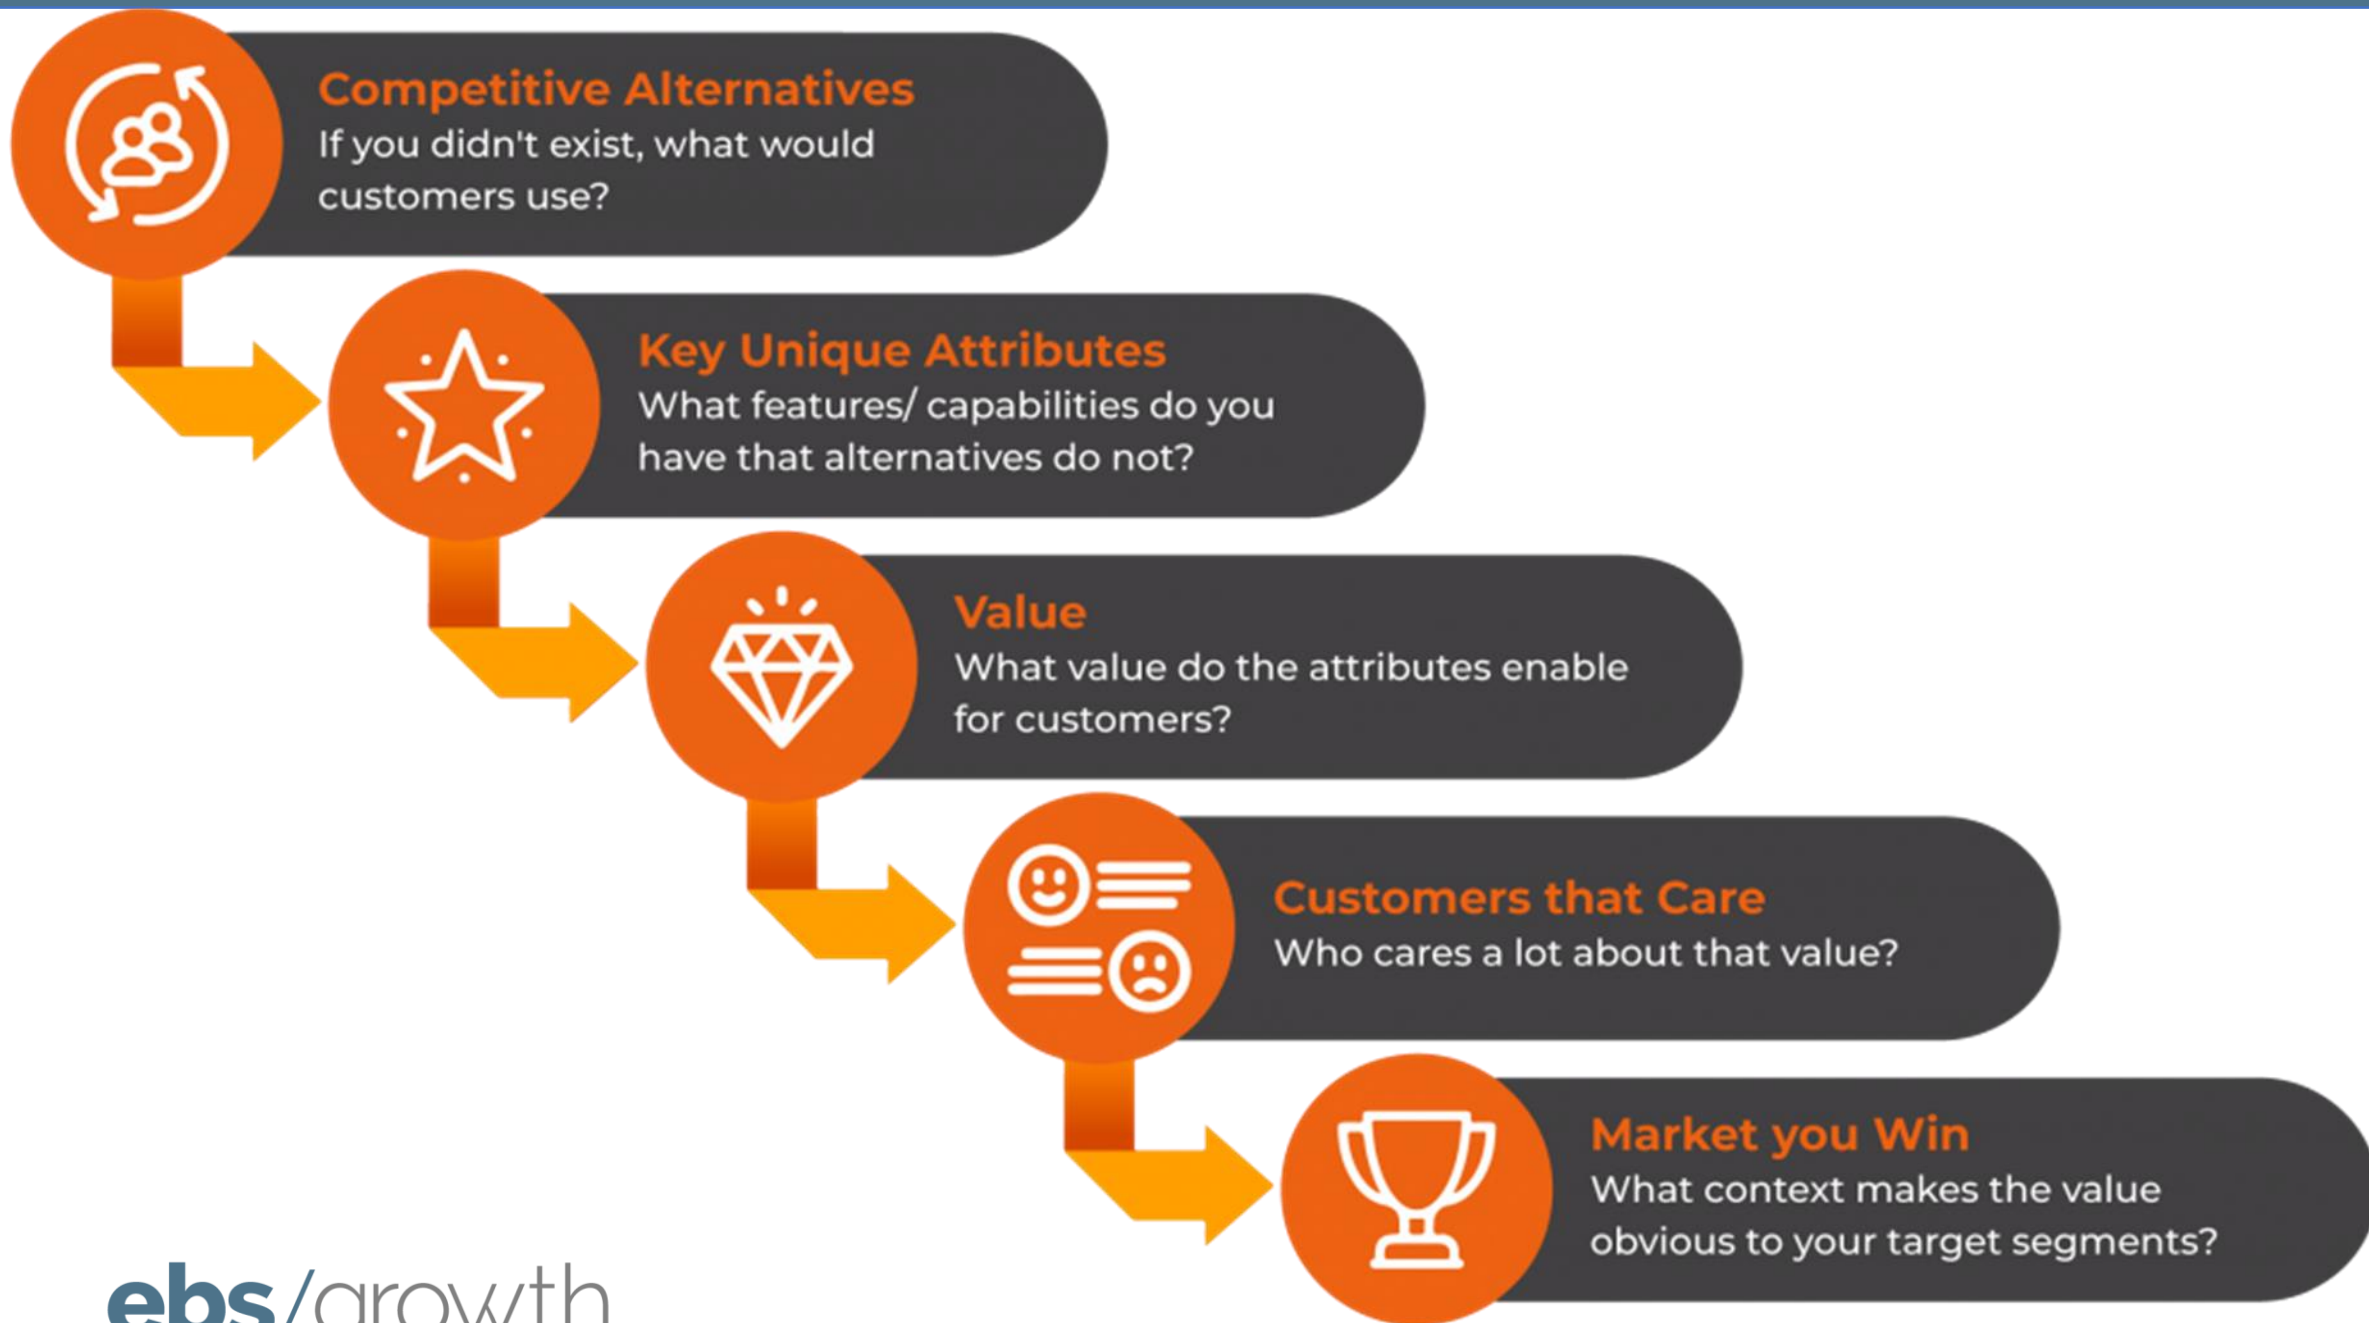 Competitive Alternatives
If you didn't exist, what would
customers use?
Key Unique Attributes
What features/ capabilities do you
have that alternatives do not?
Value
What value do the attributes enable
for customers?
Customers that Care
Who cares a lot about that value?
Market you Win
What context makes the value
obvious to your target segments?
ebs/growth